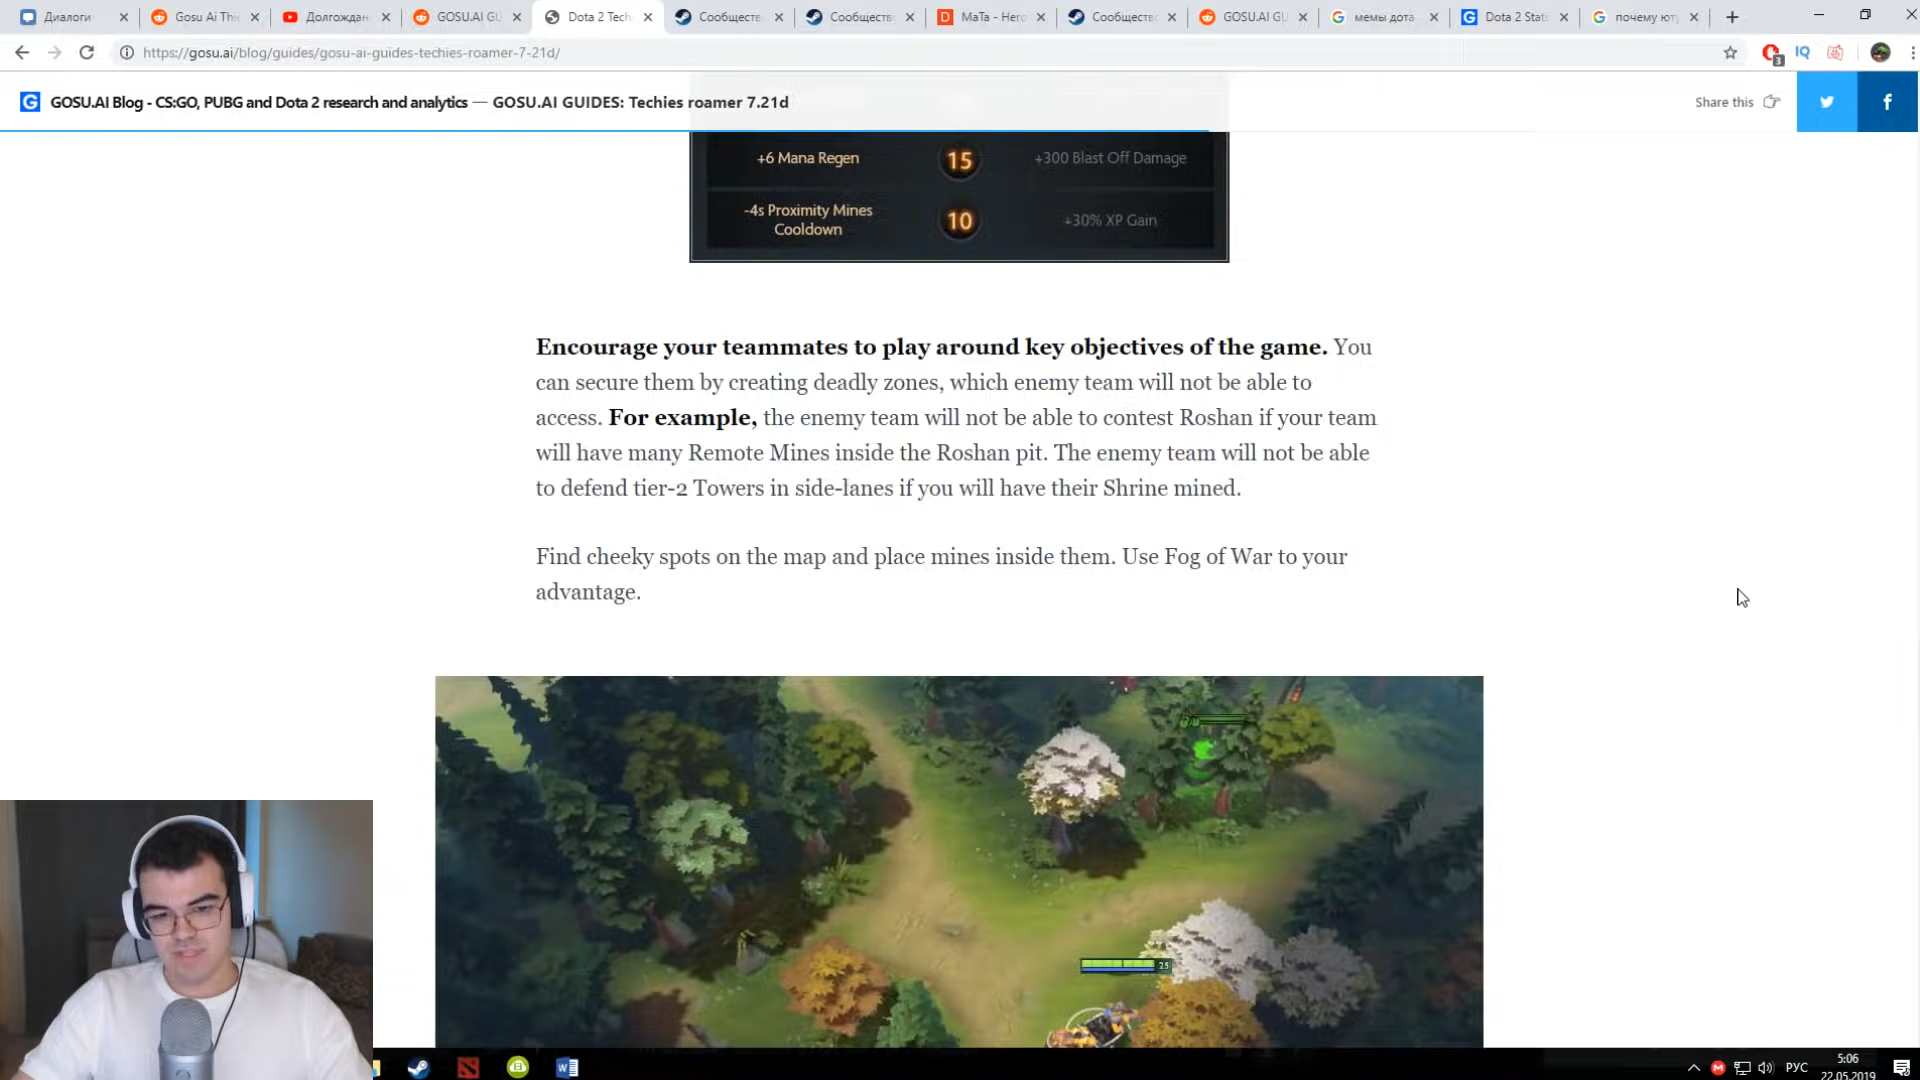 Диалоги
Gosu Ai Thi
Долгождан
GOSU.AI GU
Dota 2 Tech
Сообщеста
Сообществ
MaTa - Hero
Сообщество
GOSU.AI GU
мемы дота
Dota 2 Stats
почему ют
https://gosu.ai/blog/guides/gosu-ai-guides-techies-roamer-7-21d/
GOSU.AI Blog - CS:GO, PUBG and Dota 2 research and analytics — GOSU.AI GUIDES: Techies roamer 7.21d
Share this
+6 Mana Regen 15 +300 Blast Off Damage
-4s Proximity Mines
Cooldown
10 +30% XP Gain
Encourage your teammates to play around key objectives of the game. You
can secure them by creating deadly zones, which enemy team will not be able to
access. For example, the enemy team will not be able to contest Roshan if your team
will have many Remote Mines inside the Roshan pit. The enemy team will not be able
to defend tier-2 Towers in side-lanes if you will have their Shrine mined.
Find cheeky spots on the map and place mines inside them. Use Fog of War to your
advantage.
25
РУС
5:06
22.05.2019